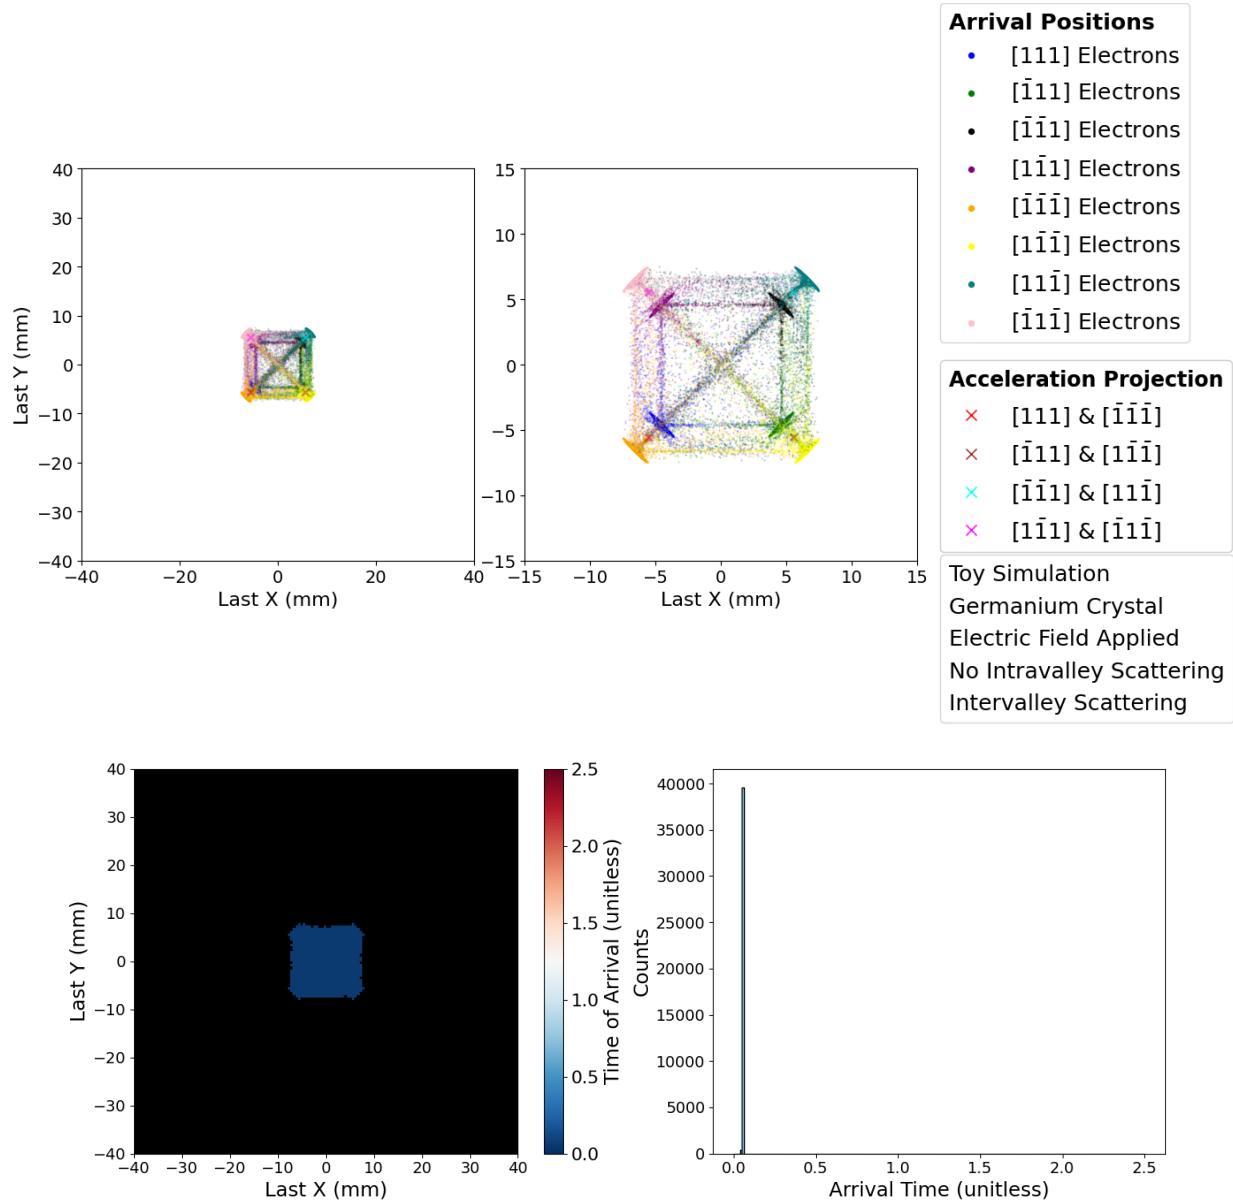 Arrival Positions
[111] Electrons
[1̄11] Electrons
[1̄1̄1] Electrons
[11̄1] Electrons
[1̄1̄1̄] Electrons
[11̄1̄] Electrons
[111̄] Electrons
[1̄11̄] Electrons
Acceleration Projection
[111] & [1̄1̄1̄]
[1̄11] & [11̄1̄]
[1̄1̄1] & [111̄]
[11̄1] & [1̄11̄]
Toy Simulation
Germanium Crystal
Electric Field Applied
No Intravalley Scattering
Intervalley Scattering
Last Y (mm)
40
30
20
10
0
−10
−20
−30
−40
−40 −20 0 20 40
Last X (mm)
15
10
5
0
−5
−10
−15
−15 −10 −5 0 5 10 15
Last X (mm)
Last Y (mm)
40
30
20
10
0
−10
−20
−30
−40
−40 −30 −20 −10 0 10 20 30 40
Last X (mm)
2.5
2.0
1.5
1.0
0.5
0.0
Time of Arrival (unitless)
Counts
40000
35000
30000
25000
20000
15000
10000
5000
0
0.0 0.5 1.0 1.5 2.0 2.5
Arrival Time (unitless)